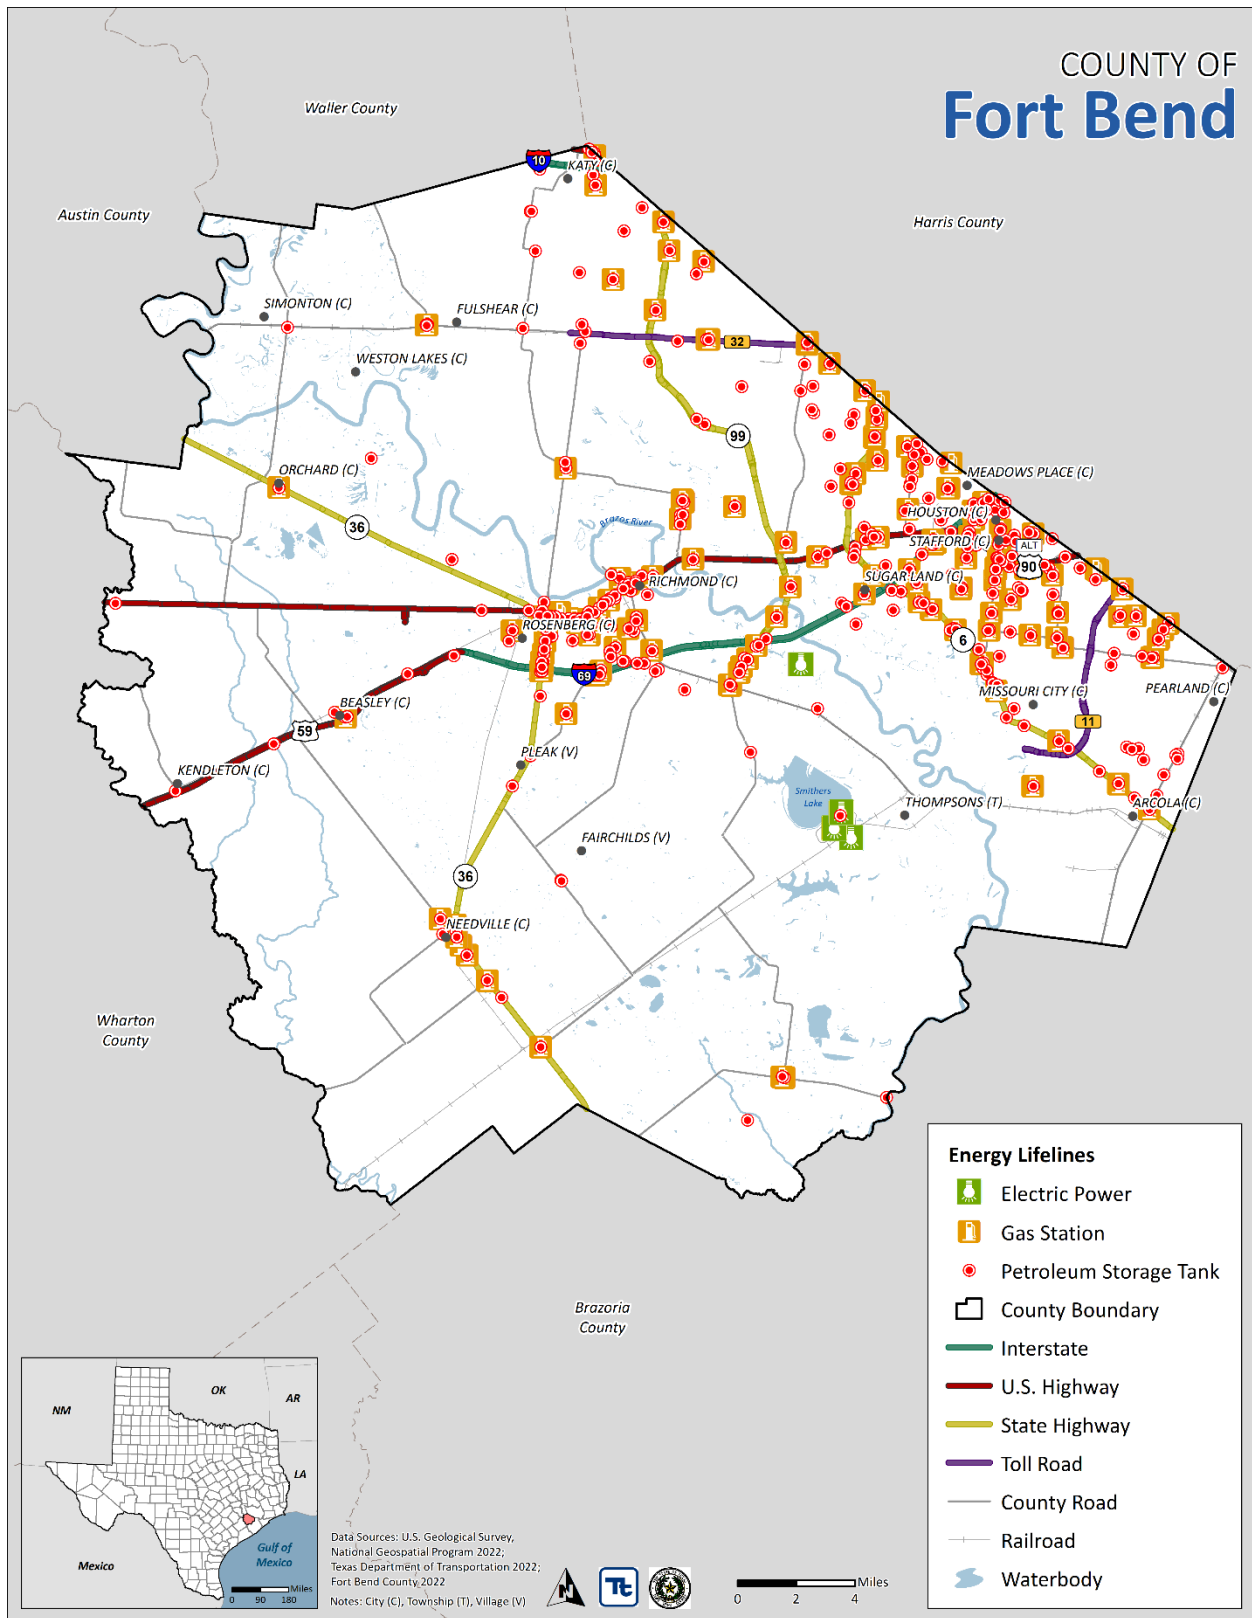 COUNTY OF
Fort Bend
Waller County
Austin County
Harris County
10
KATY (C)
SIMONTON (C)
FULSHEAR (C)
32
WESTON LAKES (C)
99
ORCHARD (C)
MEADOWS PLACE (C)
36
Brazos River
HOUSTON (C)
STAFFORD (C)
ALT
90
RICHMOND (C)
SUGAR LAND (C)
ROSENBERG (C)
6
69
MISSOURI CITY (C)
PEARLAND (C)
BEASLEY (C)
59
11
PLEAK (V)
KENDLETON (C)
Smithers
Lake
THOMPSONS (T)
ARCOLA (C)
FAIRCHILDS (V)
36
NEEDVILLE (C)
Wharton
County
Brazoria
County
Energy Lifelines
Electric Power
Gas Station
Petroleum Storage Tank
County Boundary
Interstate
U.S. Highway
State Highway
Toll Road
County Road
Railroad
Waterbody
NM
OK
AR
LA
Mexico
Gulf of
Mexico
Miles
0 90 180
Data Sources: U.S. Geological Survey,
National Geospatial Program 2022;
Texas Department of Transportation 2022;
Fort Bend County 2022
Notes: City (C), Township (T), Village (V)
N
Tt
Miles
0 2 4